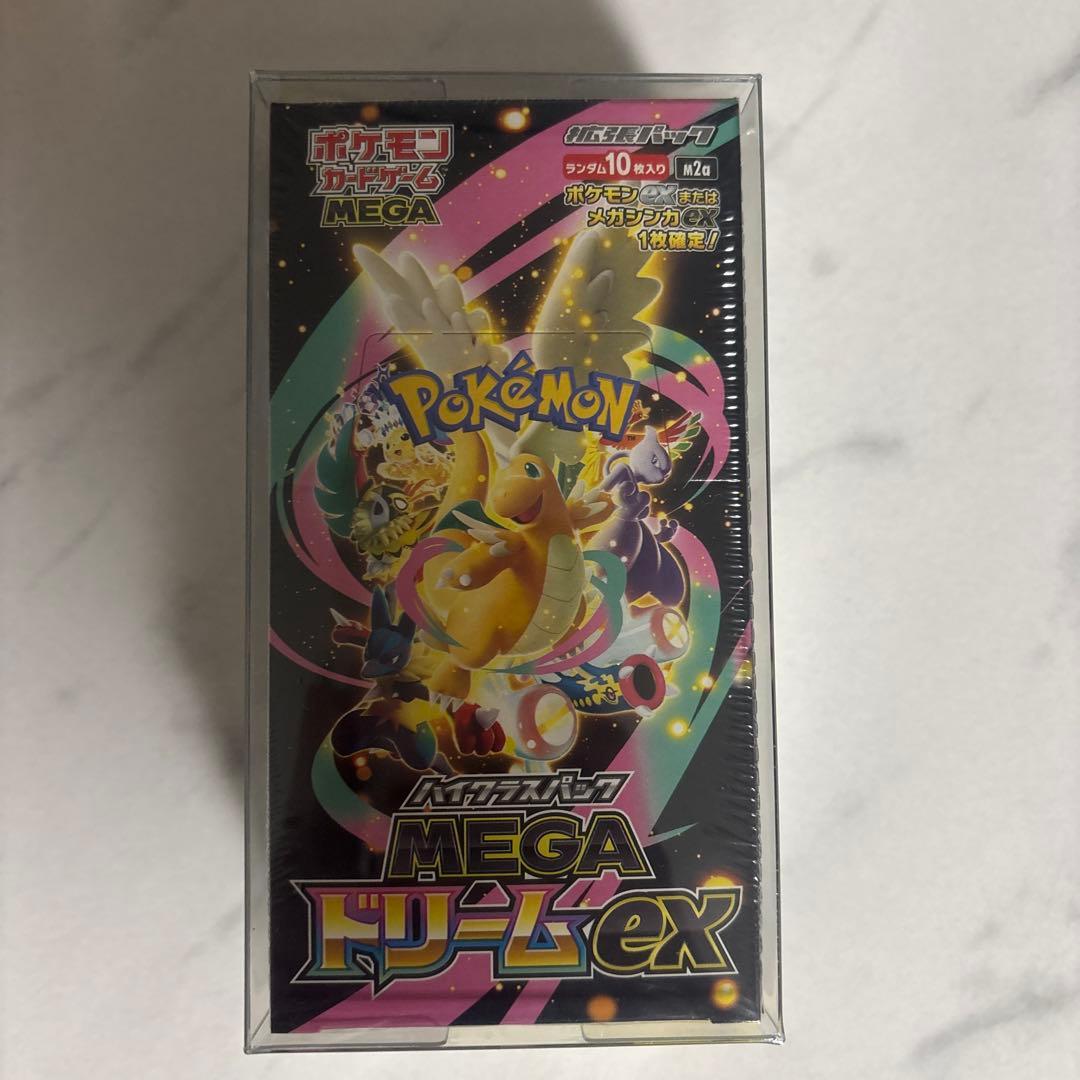 ポケモン
カードゲーム
MEGA
拡張パック
ランダム10枚入り M2a
ポケモンexまたは
メガシンカex
1枚確定!
POKéMON
TM
ハイクラスパック
MEGA
ドリームex